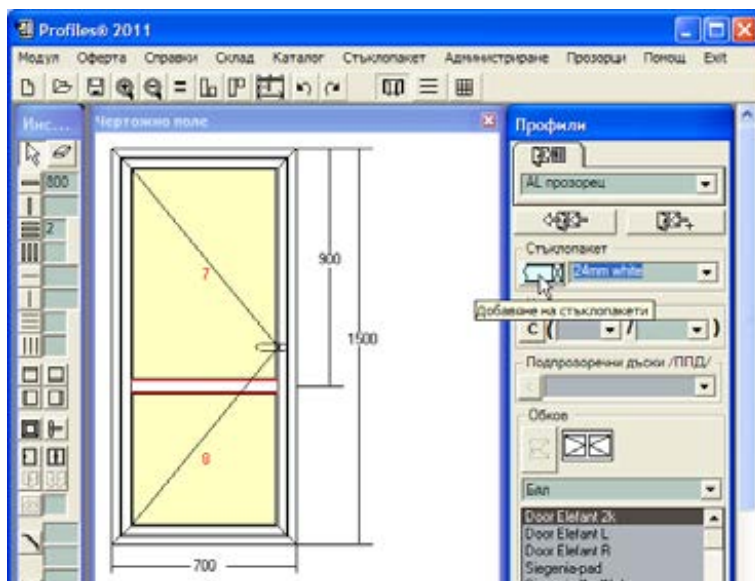 Profiles® 2011
Модул Оферта Справки Склад Каталог Стъклопакет Администриране Прозорци Помощ Exit
Инс...
Чертожно поле
Профили
800
2
7
8
900
1500
700
AL прозорец
Стъклопакет
24mm white
Добавяне на стъклопакети
C ( / )
Подпрозоречни дъски /ППД/
Обков
Бял
Door Elefant 2k
Door Elefant L
Door Elefant R
Siegenia-pad